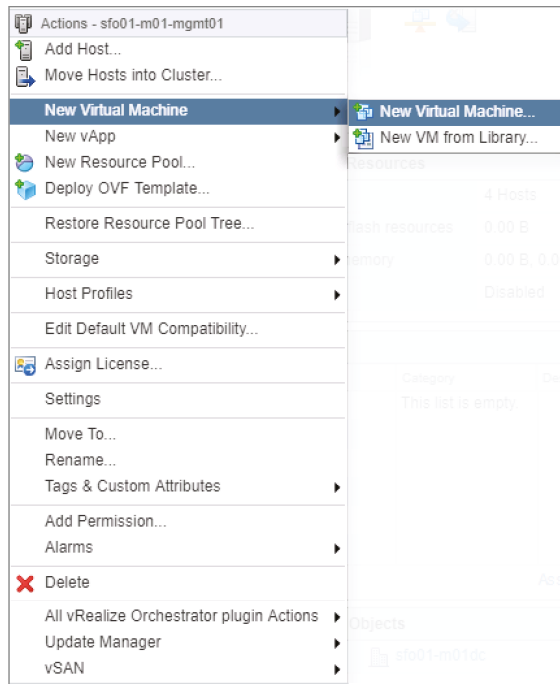 Actions - sfo01-m01-mgmt01
Add Host...
Move Hosts into Cluster...
New Virtual Machine
New Virtual Machine...
New vApp
New VM from Library...
New Resource Pool...
Resources
Deploy OVF Template...
4 Hosts
Restore Resource Pool Tree...
flash resources
0.00 B
Storage
0.00 B, 0.0
Host Profiles
Disabled
Edit Default VM Compatibility...
Assign License...
Category
Settings
This list is empty.
Move To...
Rename...
Tags & Custom Attributes
Add Permission...
Alarms
Delete
All vRealize Orchestrator plugin Actions
Objects
Update Manager
sfo01-m01dc
vSAN